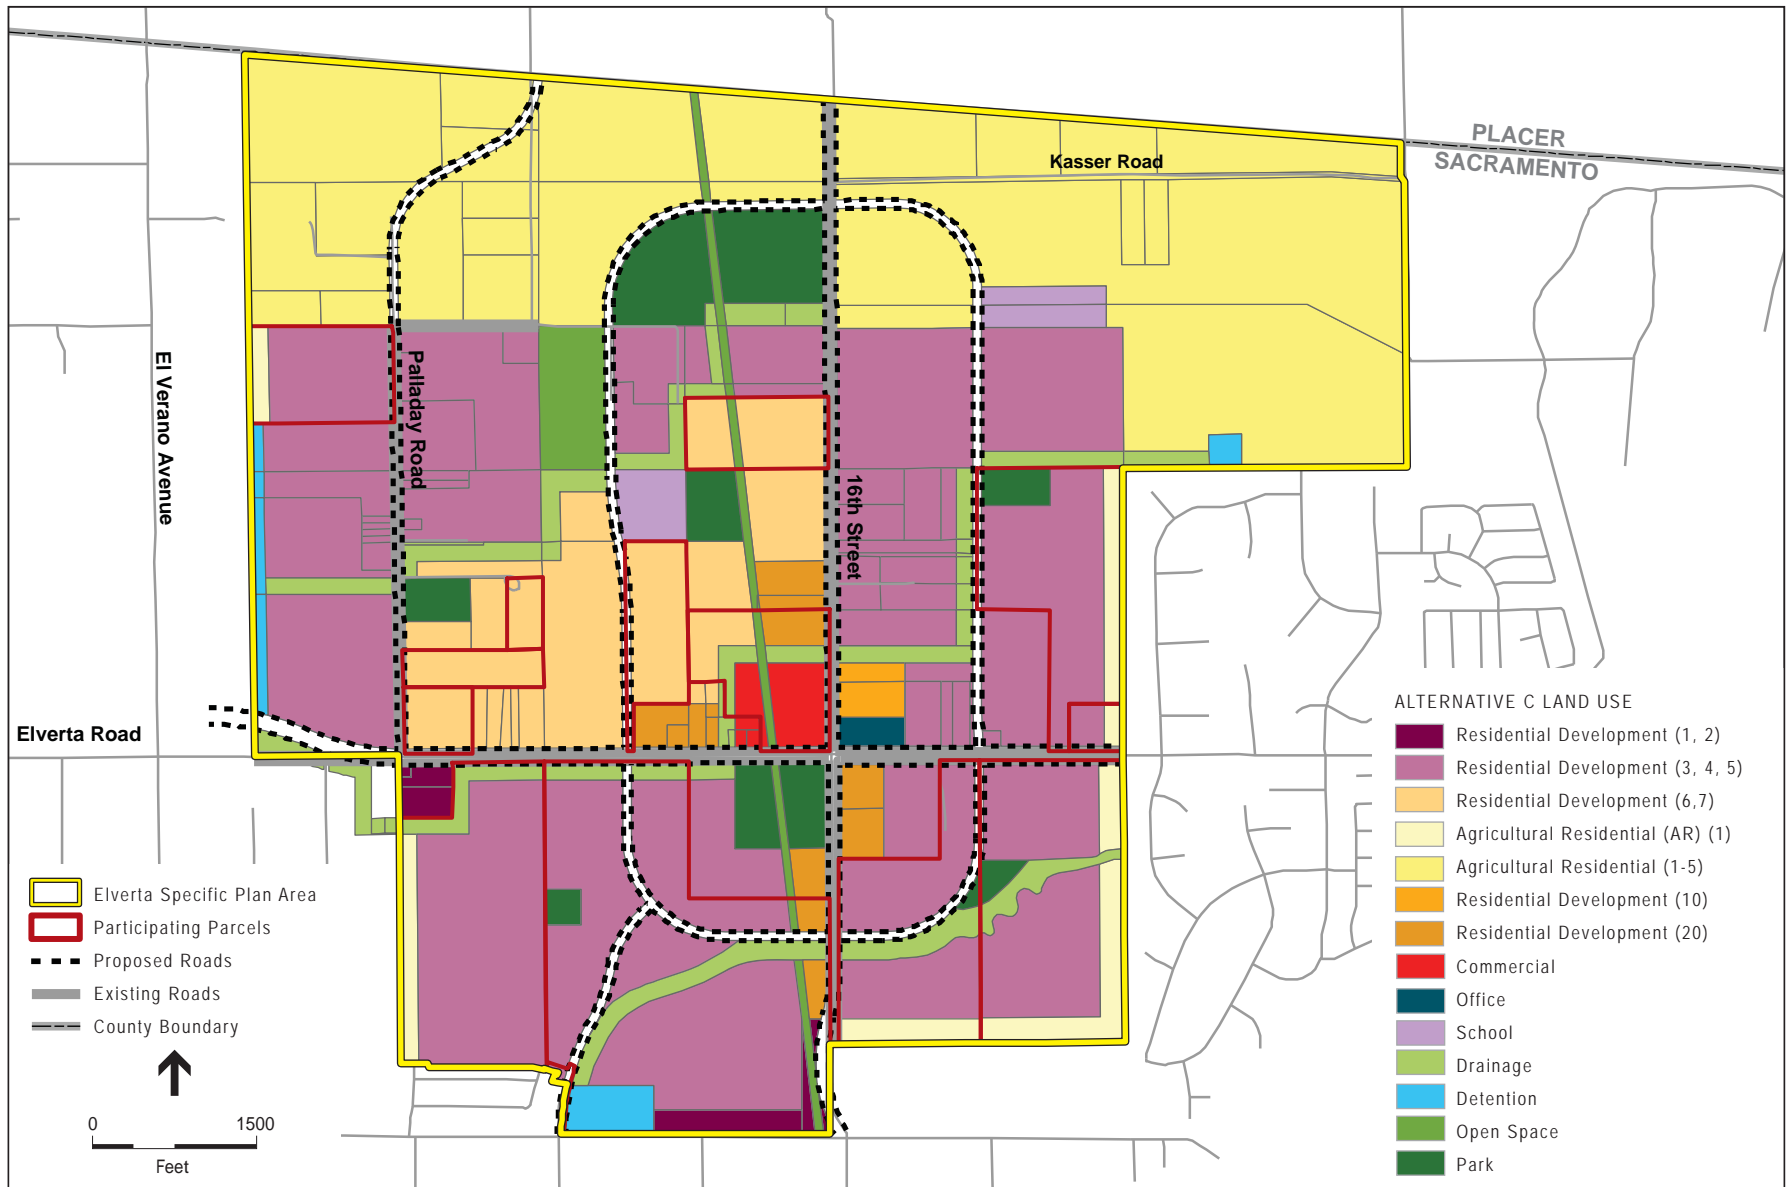 PLACER
SACRAMENTO
Kasser Road
El Verano Avenue
Palladay Road
16th Street
Elverta Road
ALTERNATIVE C LAND USE
Residential Development (1, 2)
Residential Development (3, 4, 5)
Residential Development (6,7)
Agricultural Residential (AR) (1)
Agricultural Residential (1-5)
Residential Development (10)
Residential Development (20)
Commercial
Office
School
Drainage
Detention
Open Space
Park
Elverta Specific Plan Area
Participating Parcels
Proposed Roads
Existing Roads
County Boundary
0 1500
Feet